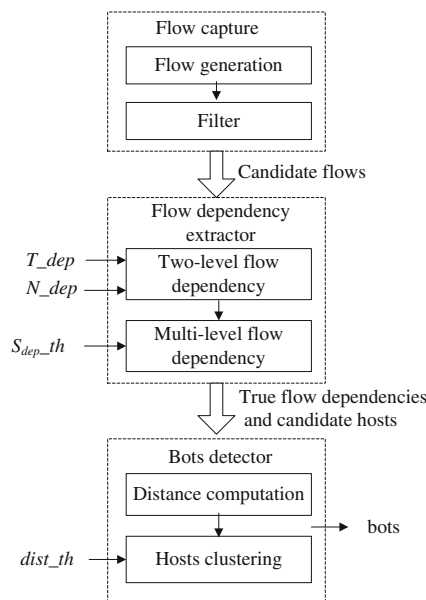 Flow capture
Flow generation
Filter
Candidate flows
Flow dependency
extractor
T_dep
Two-level flow
dependency
N_dep
S_dep_th
Multi-level flow
dependency
True flow dependencies
and candidate hosts
Bots detector
Distance computation
bots
dist_th
Hosts clustering